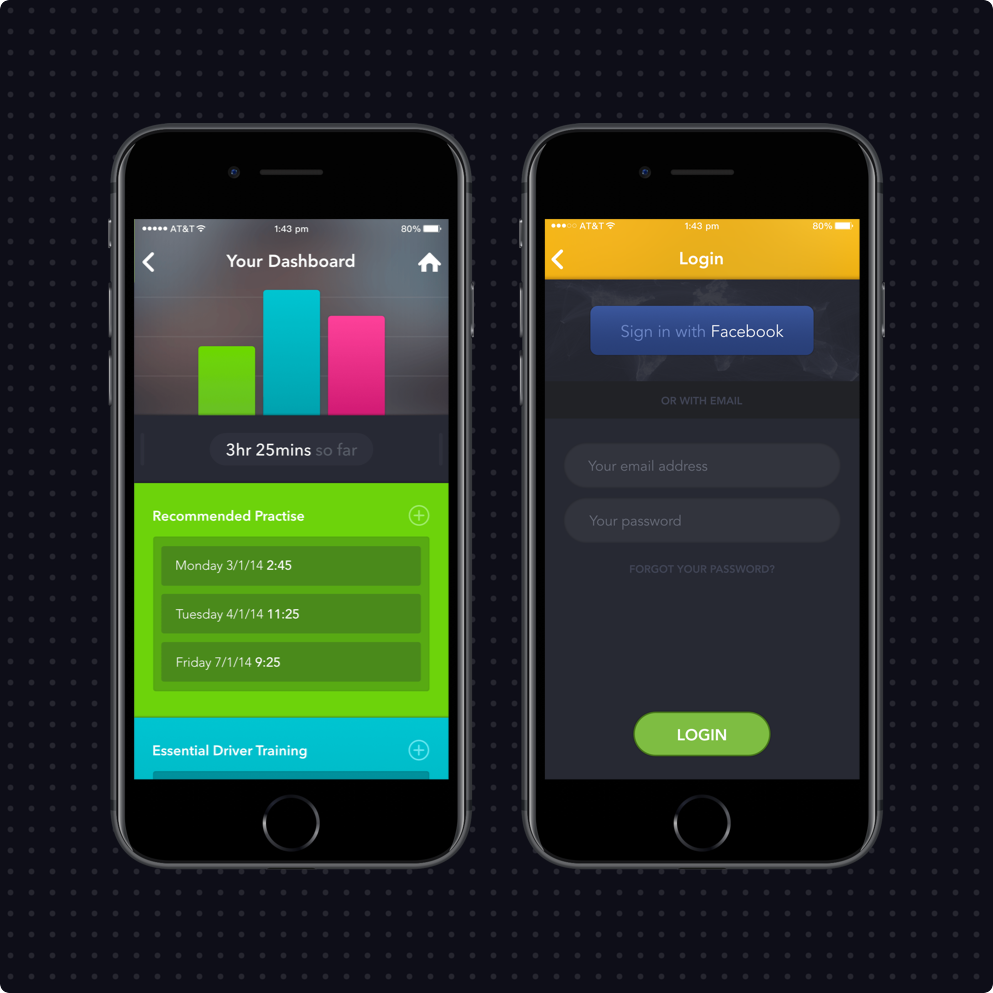 AT&T
1:43 pm
80%
Your Dashboard
3hr 25mins so far
Recommended Practise
Monday 3/1/14 2:45
Tuesday 4/1/14 11:25
Friday 7/1/14 9:25
Essential Driver Training
AT&T
1:43 pm
80%
Login
Sign in with Facebook
OR WITH EMAIL
Your email address
Your password
FORGOT YOUR PASSWORD?
LOGIN